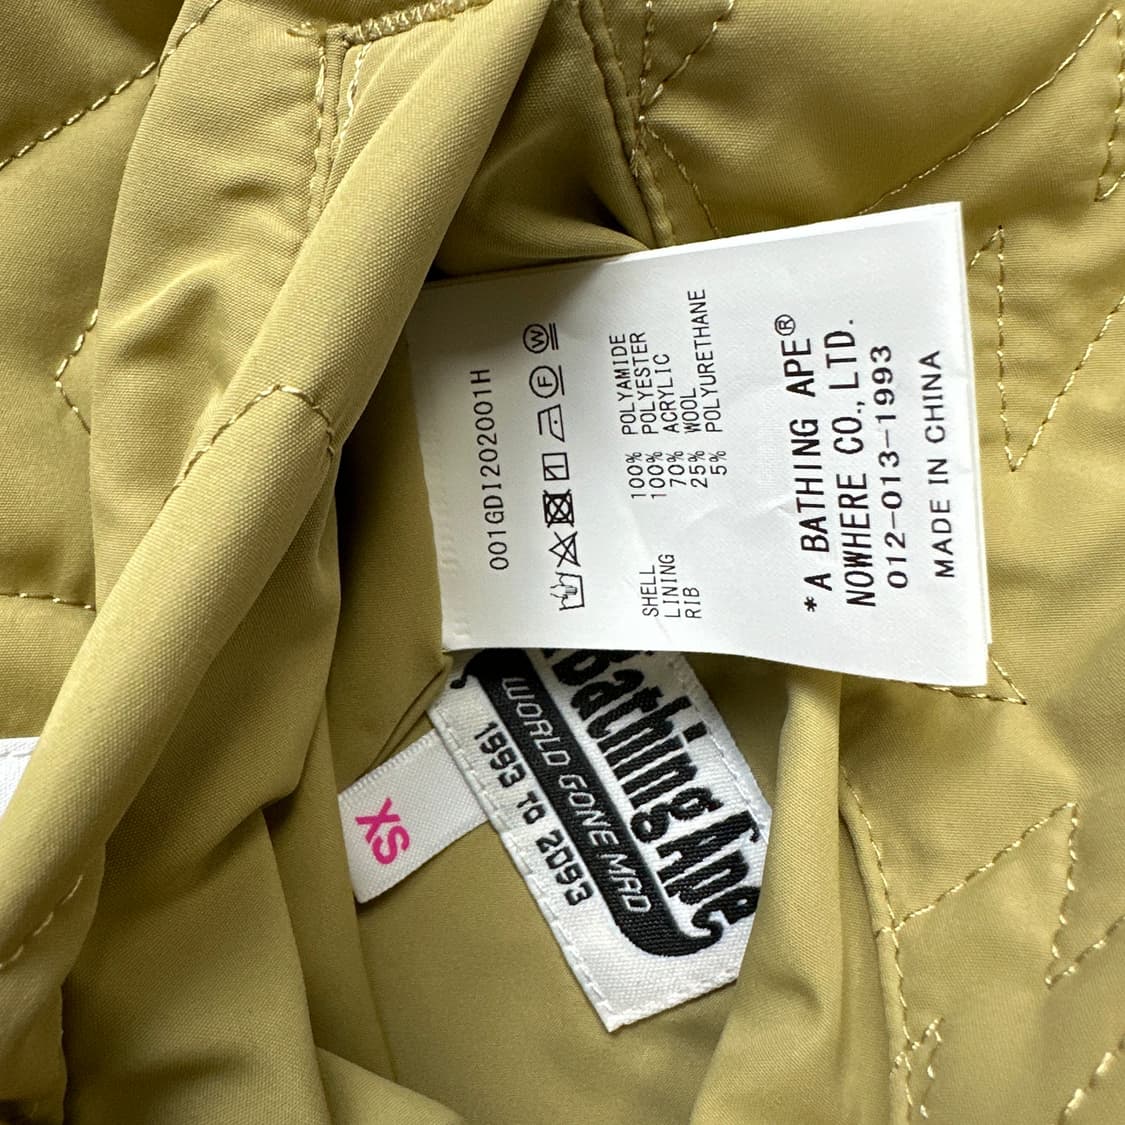 001GDI202001H
SHELL 100% POLYAMIDE
LINING 100% POLYESTER
RIB 70% ACRYLIC
25% WOOL
5% POLYURETHANE
*A BATHING APE®
NOWHERE CO.,LTD.
012-013-1993
MADE IN CHINA
Bathing Ape
WORLD GONE MAD
1993 TO 2093
XS